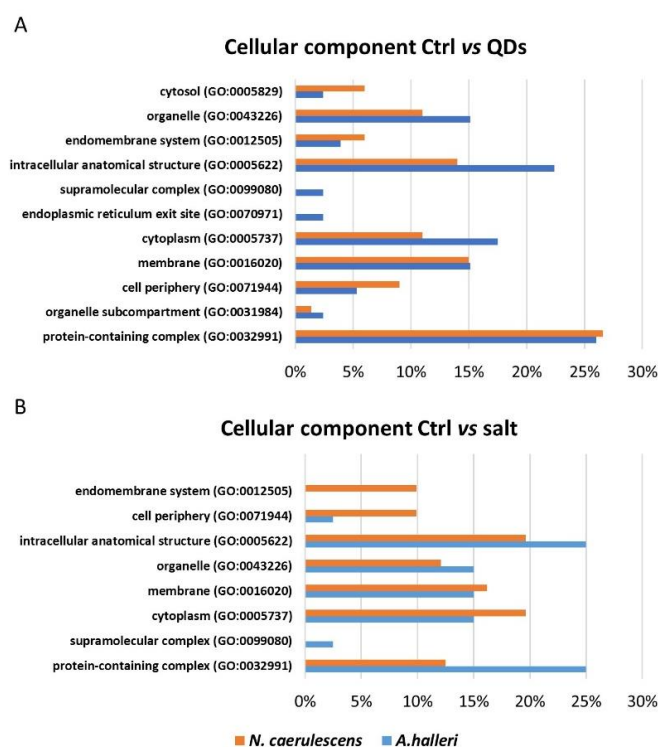 A
Cellular component Ctrl vs QDs
cytosol (GO:0005829)
organelle (GO:0043226)
endomembrane system (GO:0012505)
intracellular anatomical structure (GO:0005622)
supramolecular complex (GO:0099080)
endoplasmic reticulum exit site (GO:0070971)
cytoplasm (GO:0005737)
membrane (GO:0016020)
cell periphery (GO:0071944)
organelle subcompartment (GO:0031984)
protein-containing complex (GO:0032991)
0% 5% 10% 15% 20% 25% 30%
B
Cellular component Ctrl vs salt
endomembrane system (GO:0012505)
cell periphery (GO:0071944)
intracellular anatomical structure (GO:0005622)
organelle (GO:0043226)
membrane (GO:0016020)
cytoplasm (GO:0005737)
supramolecular complex (GO:0099080)
protein-containing complex (GO:0032991)
0% 5% 10% 15% 20% 25% 30%
N. caerulescens A.halleri